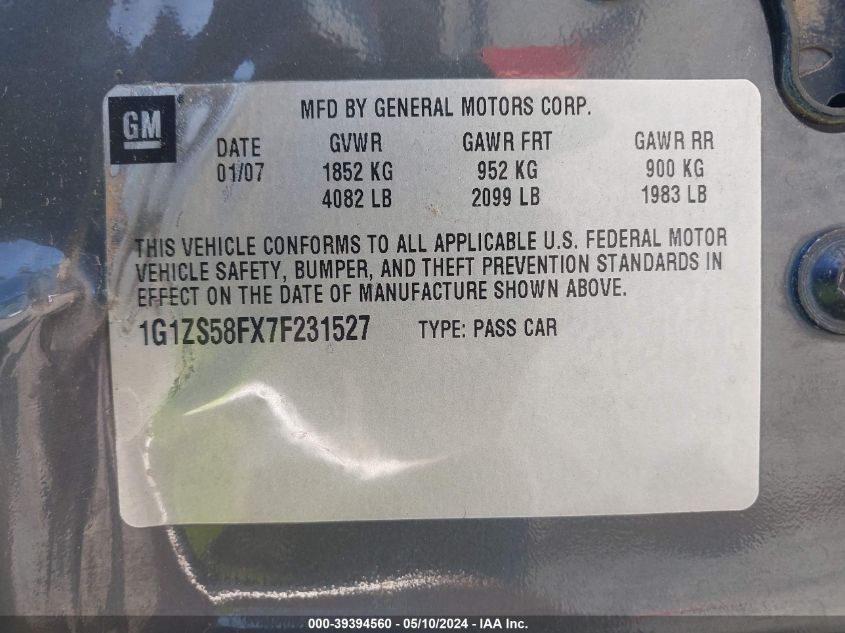 GM
MFD BY GENERAL MOTORS CORP.
DATE GVWR GAWR FRT GAWR RR
01/07 1852 KG 952 KG 900 KG
4082 LB 2099 LB 1983 LB
THIS VEHICLE CONFORMS TO ALL APPLICABLE U.S. FEDERAL MOTOR
VEHICLE SAFETY, BUMPER, AND THEFT PREVENTION STANDARDS IN
EFFECT ON THE DATE OF MANUFACTURE SHOWN ABOVE.
1G1ZS58FX7F231527 TYPE: PASS CAR
000-39394560 - 05/10/2024 - IAA Inc.